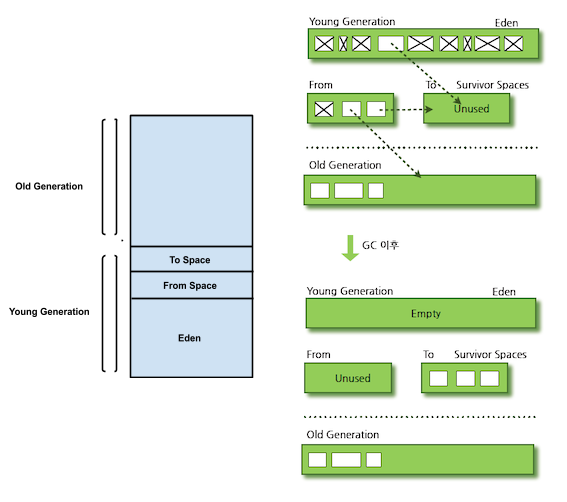 Old Generation
Young Generation
To Space
From Space
Eden
Young Generation Eden
From To Survivor Spaces
Unused
Old Generation
GC 이후
Young Generation Eden
Empty
From To Survivor Spaces
Unused
Old Generation